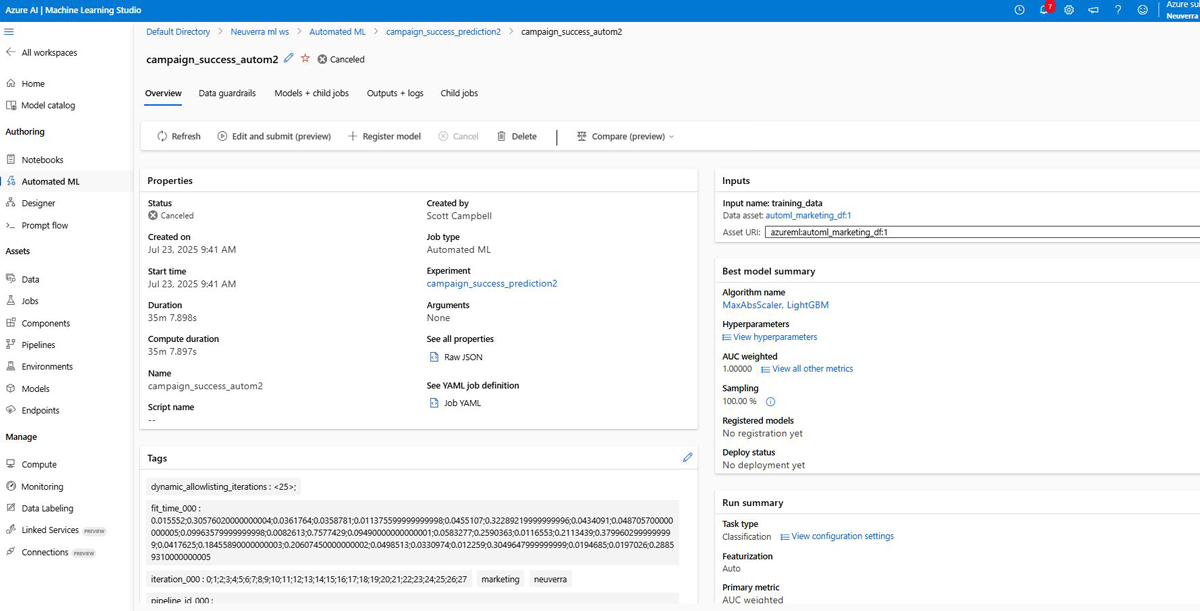 Azure AI | Machine Learning Studio
7
Azure su
Neuverra
All workspaces
Home
Model catalog
Authoring
Notebooks
Automated ML
Designer
Prompt flow
Assets
Data
Jobs
Components
Pipelines
Environments
Models
Endpoints
Manage
Compute
Monitoring
Data Labeling
Linked Services PREVIEW
Connections PREVIEW
Default Directory > Neuverra ml ws > Automated ML > campaign_success_prediction2 > campaign_success_autom2
campaign_success_autom2 Canceled
Overview Data guardrails Models + child jobs Outputs + logs Child jobs
Refresh Edit and submit (preview) Register model Cancel Delete Compare (preview)
Properties
Status
Canceled
Created on
Jul 23, 2025 9:41 AM
Start time
Jul 23, 2025 9:41 AM
Duration
35m 7.898s
Compute duration
35m 7.897s
Name
campaign_success_autom2
Script name
--
Created by
Scott Campbell
Job type
Automated ML
Experiment
campaign_success_prediction2
Arguments
None
See all properties
Raw JSON
See YAML job definition
Job YAML
Tags
dynamic_allowlisting_iterations : <25>;
fit_time_000 :
0.015552;0.30576020000000004;0.0361764;0.0358781;0.011375599999999998;0.0455107;0.32289219999999996;0.0434091;0.048705700000
000005;0.09963579999999998;0.0082613;0.7577429;0.09490000000000001;0.0583277;0.2590363;0.0116553;0.2113439;0.379960299999999
9;0.0417625;0.18455890000000003;0.20607450000000002;0.0498513;0.0330974;0.012259;0.3049647999999999;0.0194685;0.0197026;0.2885
9310000000005
iteration_000 : 0;1;2;3;4;5;6;7;8;9;10;11;12;13;14;15;16;17;18;19;20;21;22;23;24;25;26;27 marketing neuverra
pipeline_id_000 :
Inputs
Input name: training_data
Data asset: automl_marketing_df:1
Asset URI: azureml:automl_marketing_df:1
Best model summary
Algorithm name
MaxAbsScaler, LightGBM
Hyperparameters
View hyperparameters
AUC weighted
1.00000 View all other metrics
Sampling
100.00 %
Registered models
No registration yet
Deploy status
No deployment yet
Run summary
Task type
Classification View configuration settings
Featurization
Auto
Primary metric
AUC weighted